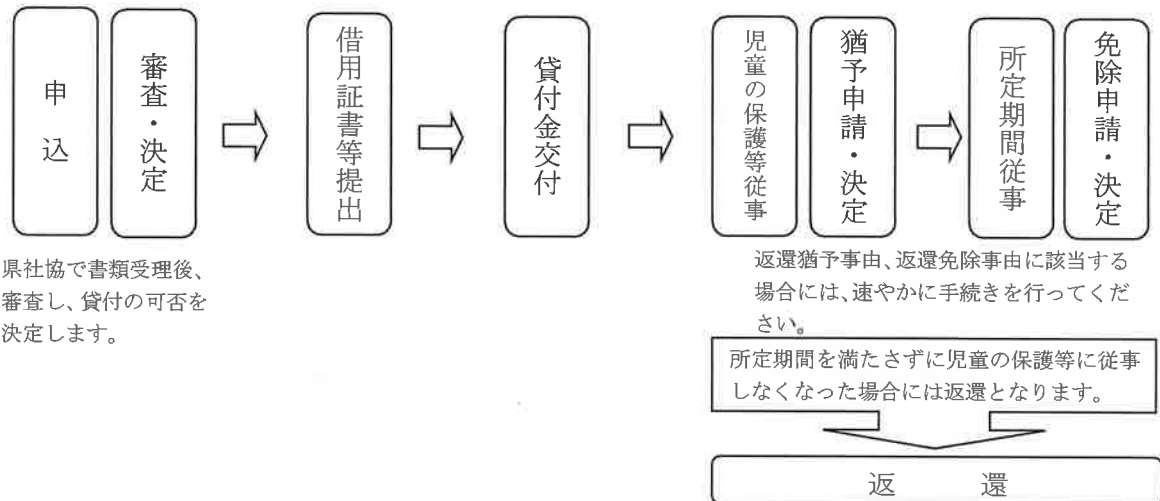 申込
審査・決定
借用証書等提出
貸付金交付
児童の保護等従事
猶予申請・決定
所定期間従事
免除申請・決定
県社協で書類受理後、
審査し、貸付の可否を
決定します。
返還猶予事由、返還免除事由に該当する
場合には、速やかに手続きを行ってくだ
さい。
所定期間を満たさずに児童の保護等に従事
しなくなった場合には返還となります。
返　還